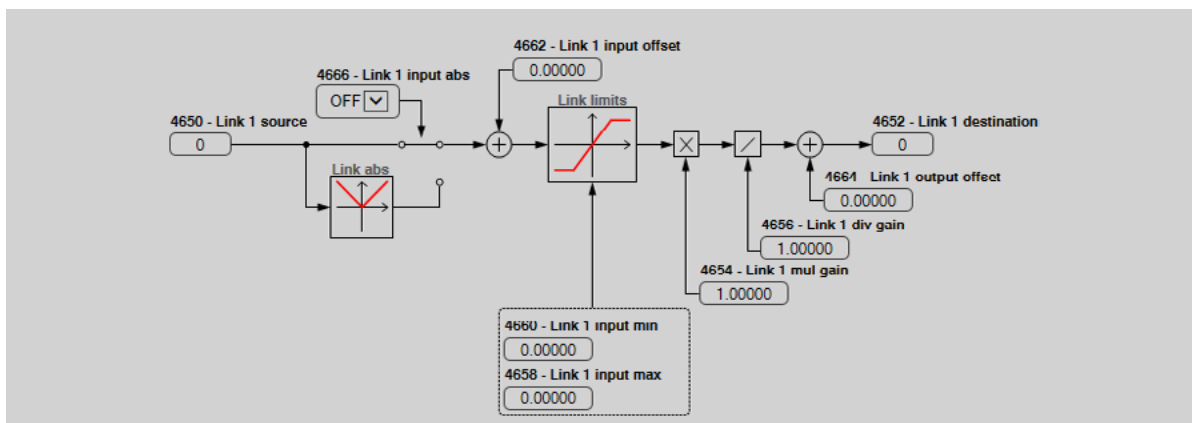 4662 - Link 1 input offset
0.00000
4666 - Link 1 input abs
OFF
Link limits
4650 - Link 1 source
0
4652 - Link 1 destination
0
Link abs
4664 Link 1 output offset
0.00000
4656 - Link 1 div gain
1.00000
4654 - Link 1 mul gain
1.00000
4660 - Link 1 input min
0.00000
4658 - Link 1 input max
0.00000